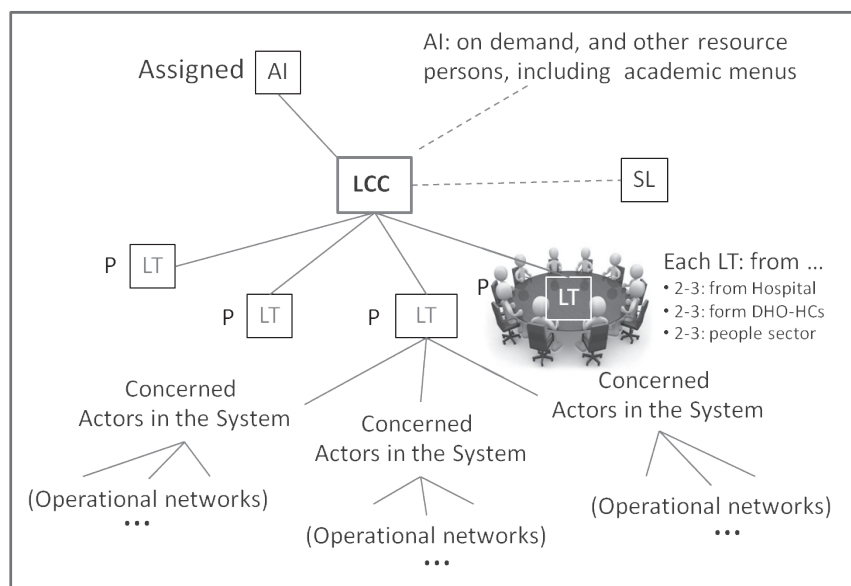 Assigned AI
AI: on demand, and other resource
persons, including academic menus
LCC
SL
P LT
P LT
P LT
P LT
Each LT: from ...
• 2-3: from Hospital
• 2-3: form DHO-HCs
• 2-3: people sector
Concerned
Actors in the System
Concerned
Actors in the System
Concerned
Actors in the System
(Operational networks)
...
(Operational networks)
...
(Operational networks)
...